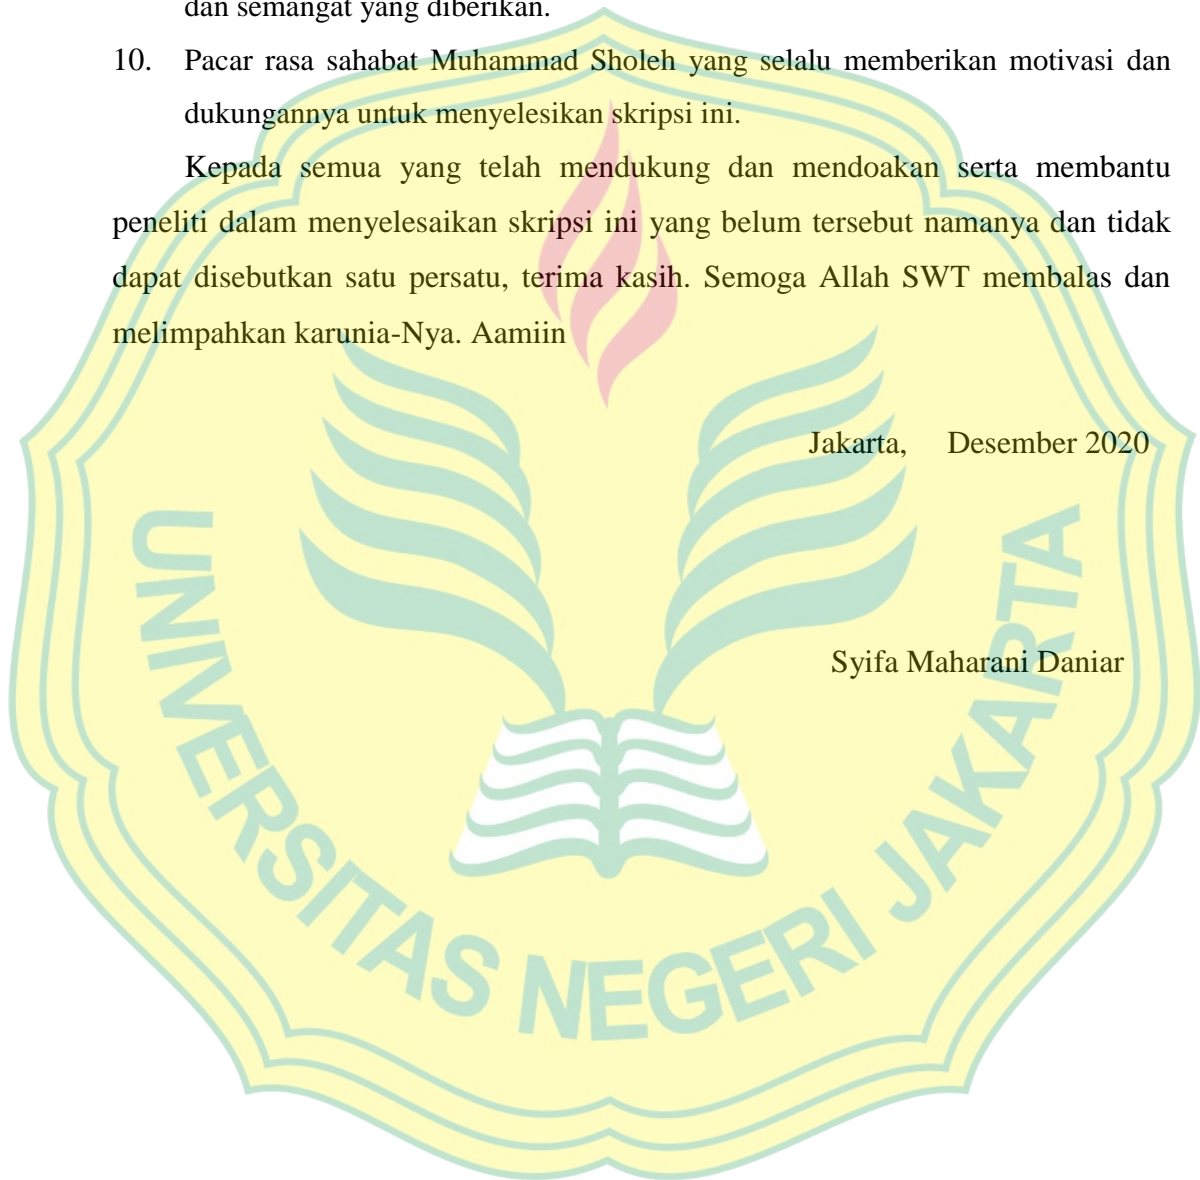 dan semangat yang diberikan.
10. Pacar rasa sahabat Muhammad Sholeh yang selalu memberikan motivasi dan
dukungannya untuk menyelesikan skripsi ini.
Kepada semua yang telah mendukung dan mendoakan serta membantu
peneliti dalam menyelesaikan skripsi ini yang belum tersebut namanya dan tidak
dapat disebutkan satu persatu, terima kasih. Semoga Allah SWT membalas dan
melimpahkan karunia-Nya. Aamiin
Jakarta, Desember 2020
Syifa Maharani Daniar
UNIVERSITAS NEGERI JAKARTA